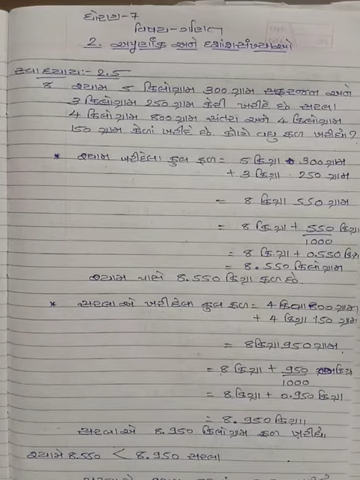 ધોરણ-7
વિષય-ગણિત
2. અપૂર્ણાંક અને દશાંશસંખ્યાઓ
સ્વાધ્યાય:- 2.5
8 શ્યામ 5 કિલોગ્રામ 300 ગ્રામ સફરજન અને
3 કિલોગ્રામ 250 ગ્રામ કેરી ખરીદે છે. સરલા
4 કિલોગ્રામ 800 ગ્રામ સંતરા અને 4 કિલોગ્રામ
150 ગ્રામ કેળાં ખરીદે છે. કોણે વધુ ફળ ખરીદ્યા?
* શ્યામ ખરીદેલા કુલ ફળ = 5 કિગ્રા 300ગ્રામ
+ 3 કિગ્રા 250 ગ્રામ
= 8 કિગ્રા 550 ગ્રામ
= 8 કિગ્રા + 550 કિગ્રા
1000
= 8 કિગ્રા + 0.550 કિગ્રા
= 8.550 કિલોગ્રામ
શ્યામ પાસે 8.550 કિગ્રા ફળ છે.
* સરલાએ ખરીદેલા કુલ ફળ = 4 કિગ્રા 800 ગ્રામ
+ 4 કિગ્રા 150 ગ્રામ
= 8 કિગ્રા 950 ગ્રામ
= 8 કિગ્રા + 950 કિગ્રા
1000
= 8 કિગ્રા + 0.950 કિગ્રા
= 8.950 કિગ્રા
સરલાએ 8.950 કિલોગ્રામ ફળ ખરીદ્યા.
શ્યામે 8.550 < 8.950 સરલા